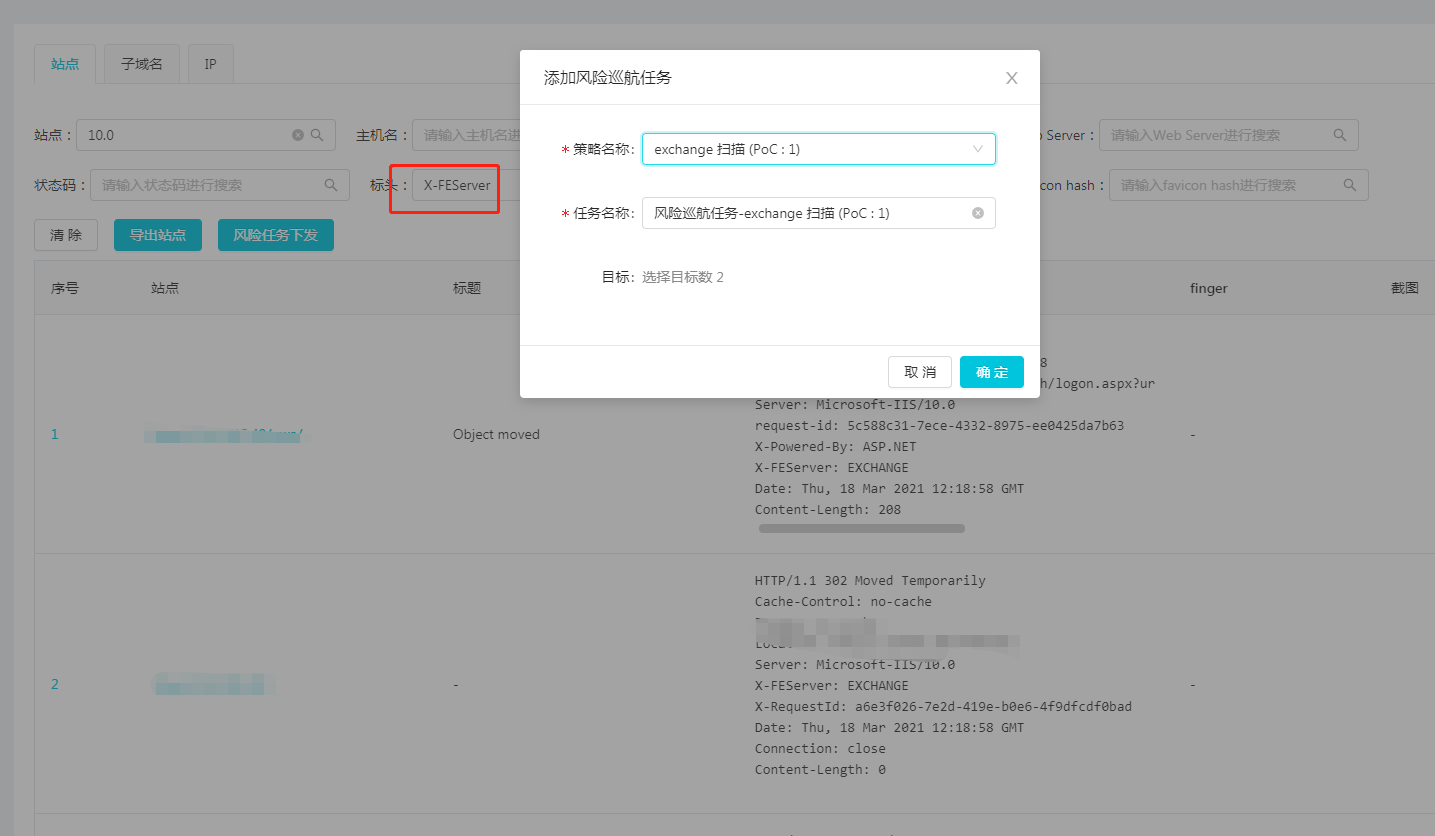 站点 子域名 IP
添加风险巡航任务
站点 : 10.0 主机名 : 请输入主机名进 Server : 请输入Web Server进行搜索
* 策略名称: exchange 扫描 (PoC : 1)
状态码 : 请输入状态码进行搜索 标头 : X-FEServer con hash : 请输入favicon hash进行搜索
* 任务名称: 风险巡航任务-exchange 扫描 (PoC : 1)
清 除 导出站点 风险任务下发
目标: 选择目标数 2
序号 站点 标题 finger 截图
取 消 确 定
8
h/logon.aspx?ur
Server: Microsoft-IIS/10.0
request-id: 5c588c31-7ece-4332-8975-ee0425da7b63
1 Object moved -
X-Powered-By: ASP.NET
X-FEServer: EXCHANGE
Date: Thu, 18 Mar 2021 12:18:58 GMT
Content-Length: 208
HTTP/1.1 302 Moved Temporarily
Cache-Control: no-cache
Server: Microsoft-IIS/10.0
2 - X-FEServer: EXCHANGE -
X-RequestId: a6e3f026-7e2d-419e-b0e6-4f9dfcdf0bad
Date: Thu, 18 Mar 2021 12:18:58 GMT
Connection: close
Content-Length: 0